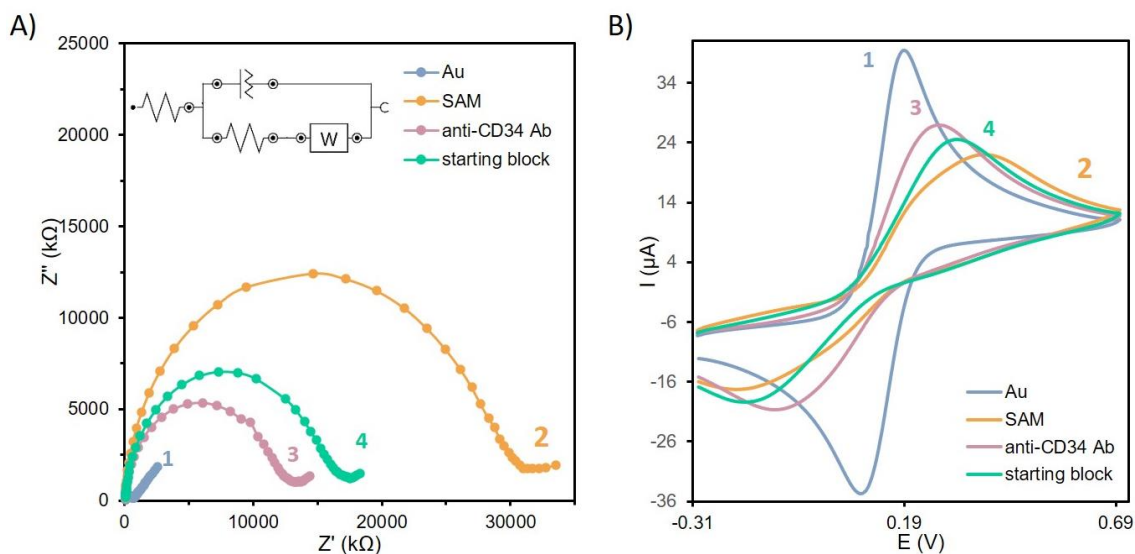 A)
25000
20000
15000
10000
5000
0
Z'' (kΩ)
0
10000
20000
30000
Z' (kΩ)
W
Au
SAM
anti-CD34 Ab
starting block
1
2
3
4
B)
34
24
14
4
-6
-16
-26
-36
I (µA)
-0.31
0.19
0.69
E (V)
1
3
4
2
Au
SAM
anti-CD34 Ab
starting block